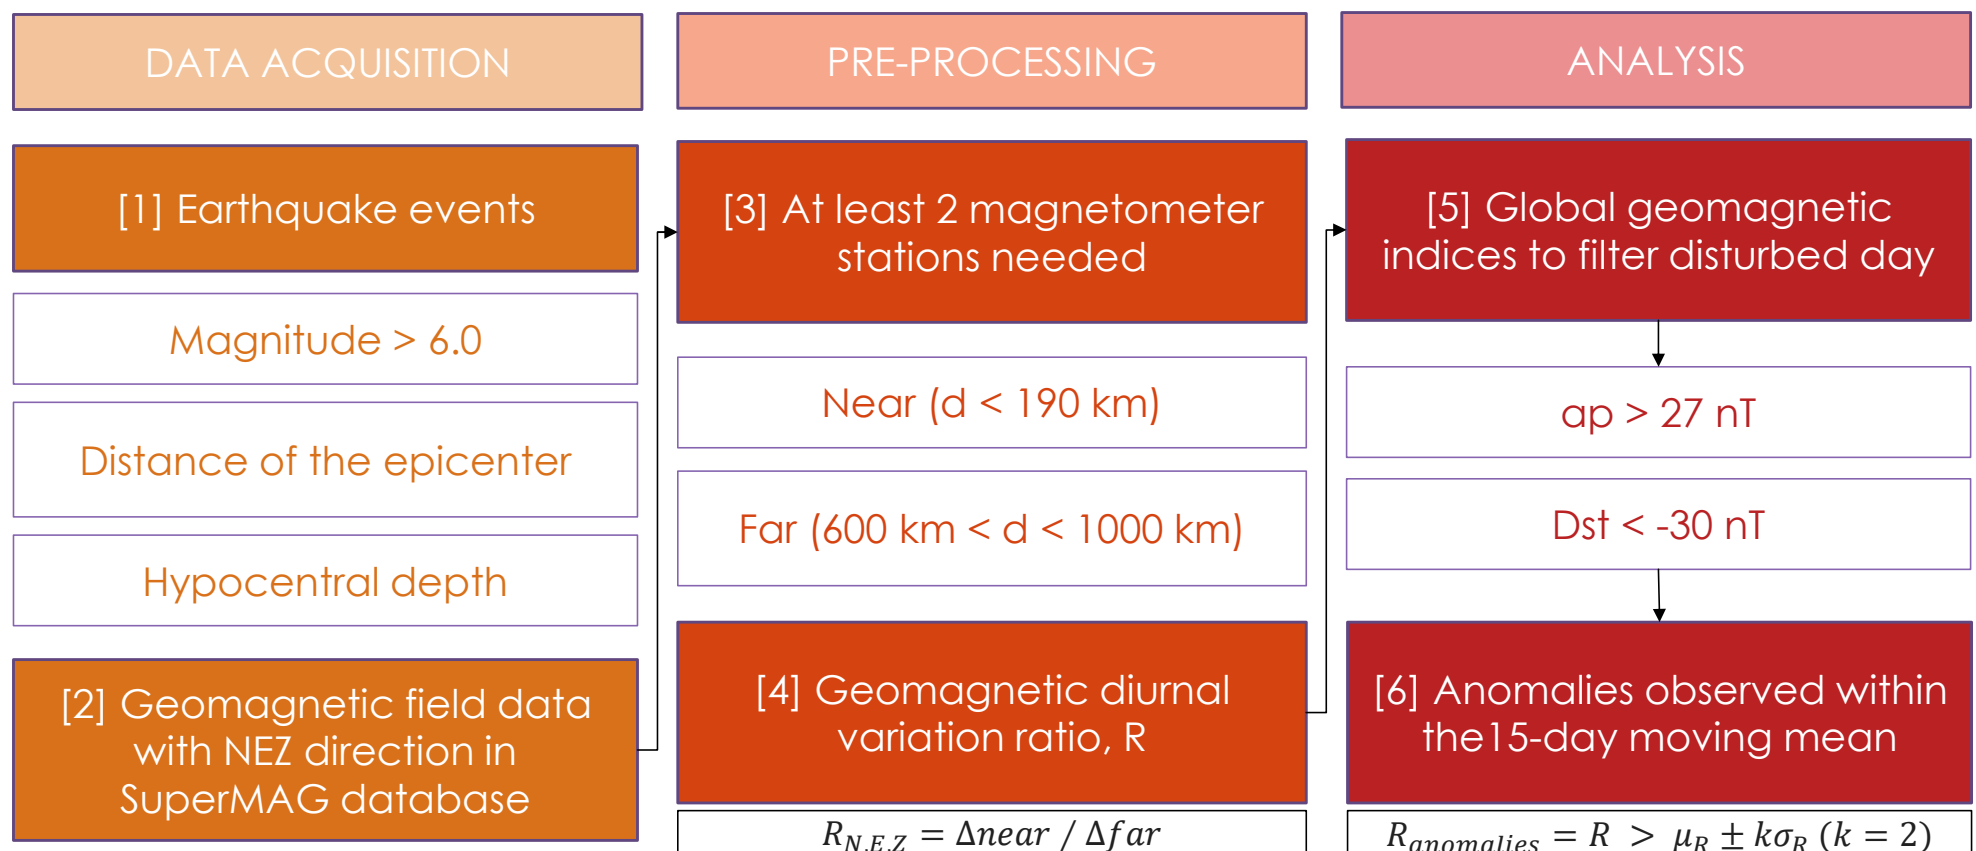 DATA ACQUISITION
[1] Earthquake events
Magnitude > 6.0
Distance of the epicenter
Hypocentral depth
[2] Geomagnetic field data
with NEZ direction in
SuperMAG database
PRE-PROCESSING
[3] At least 2 magnetometer
stations needed
Near (d < 190 km)
Far (600 km < d < 1000 km)
[4] Geomagnetic diurnal
variation ratio, R
R_{N.E.Z} = Δnear / Δfar
ANALYSIS
[5] Global geomagnetic
indices to filter disturbed day
ap > 27 nT
Dst < -30 nT
[6] Anomalies observed within
the15-day moving mean
R_{anomalies} = R > μ_R ± kσ_R (k = 2)